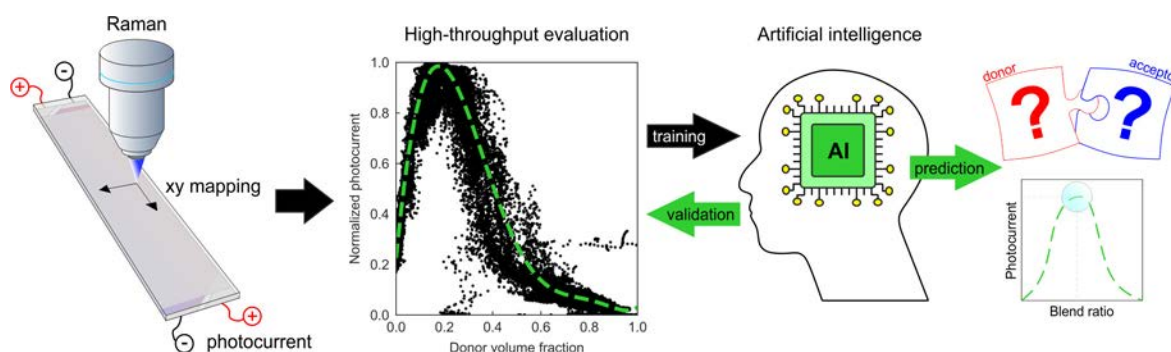 Raman
xy mapping
photocurrent
High-throughput evaluation
Normalized photocurrent
1.0
0.8
0.6
0.4
0.2
0.0
0.0 0.2 0.4 0.6 0.8 1.0
Donor volume fraction
training
validation
Artificial intelligence
AI
prediction
donor
accepto
? ?
Photocurrent
Blend ratio